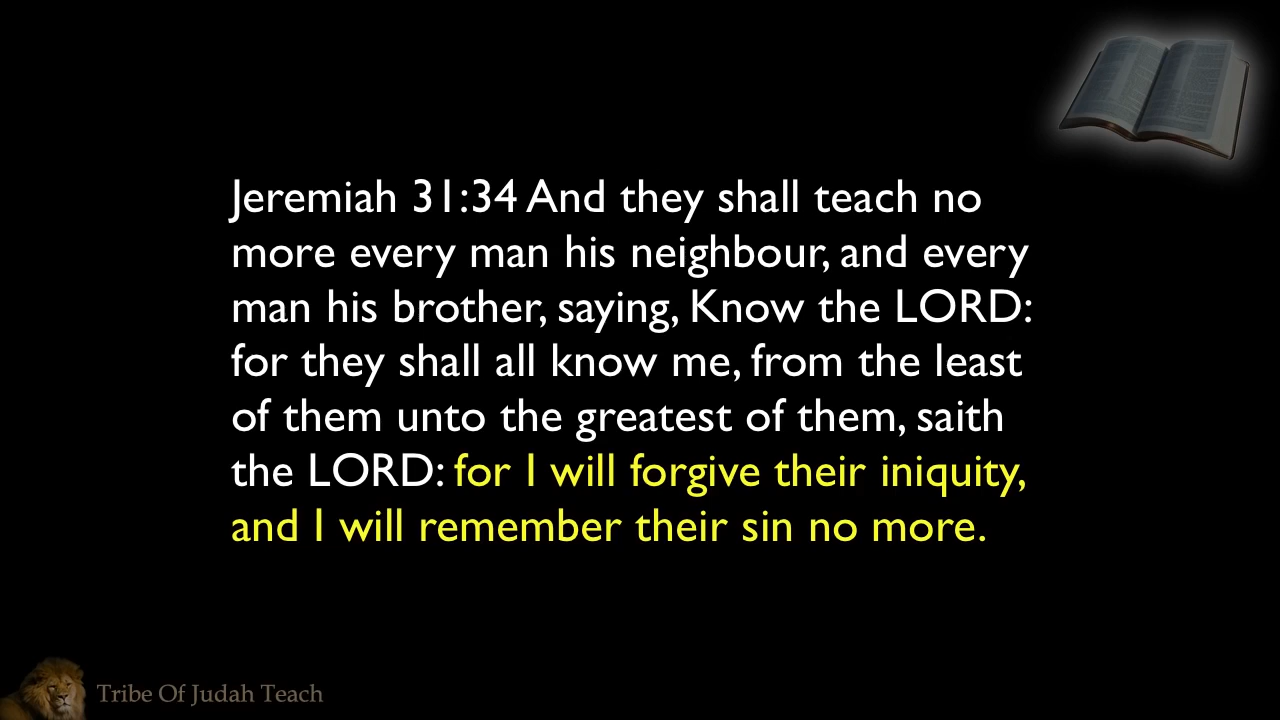 Jeremiah 31:34 And they shall teach no
more every man his neighbour, and every
man his brother, saying, Know the LORD:
for they shall all know me, from the least
of them unto the greatest of them, saith
the LORD: for I will forgive their iniquity,
and I will remember their sin no more.
Tribe Of Judah Teach